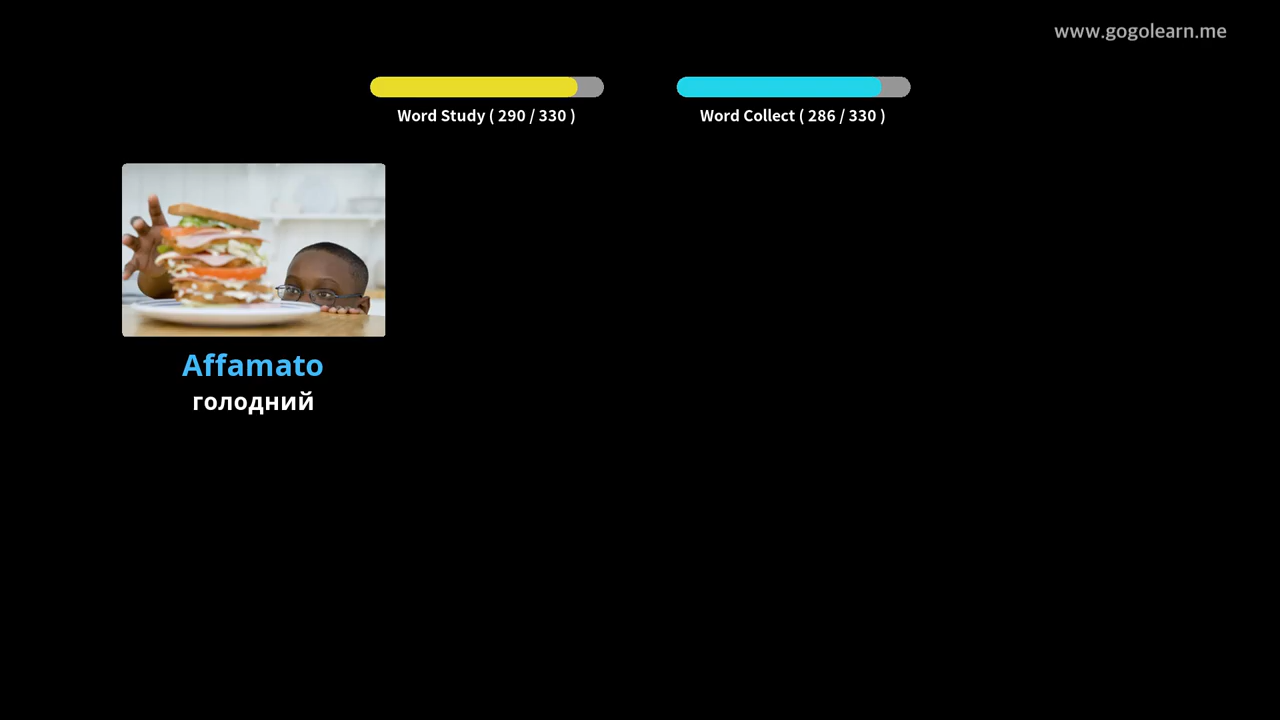 www.gogolearn.me
Word Study ( 290 / 330 )
Word Collect ( 286 / 330 )
Affamato
голодний